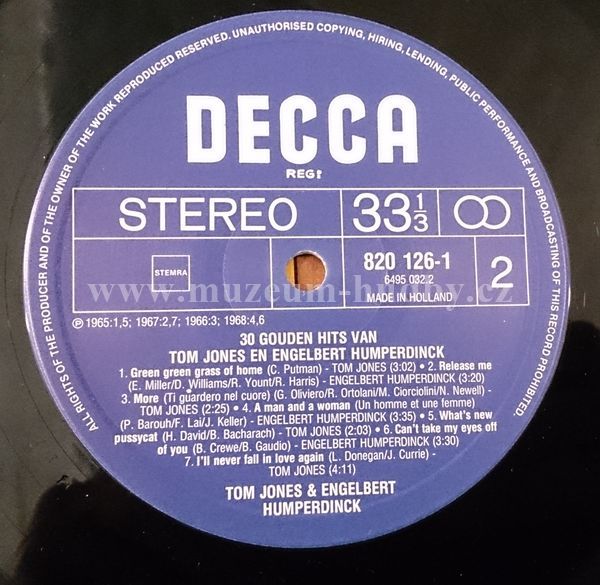 ALL RIGHTS OF THE PRODUCER AND OF THE OWNER OF THE WORK REPRODUCED RESERVED. UNAUTHORISED COPYING, HIRING, LENDING, PUBLIC PERFORMANCE AND BROADCASTING OF THIS RECORD PROHIBITED.
DECCA
REG!
STEREO
33 1/3
STEMRA
820 126-1
6495 032.2
MADE IN HOLLAND
2
www.muzeum-hudby.cz
℗ 1965:1,5; 1967:2,7; 1966:3; 1968:4,6
30 GOUDEN HITS VAN
TOM JONES EN ENGELBERT HUMPERDINCK
1. Green green grass of home (C. Putman) - TOM JONES (3:02) • 2. Release me
(E. Miller/D. Williams/R. Yount/R. Harris) - ENGELBERT HUMPERDINCK (3:20)
3. More (Ti guardero nel cuore) (G. Oliviero/R. Ortolani/M. Ciorciolini/N. Newell) -
TOM JONES (2:25) • 4. A man and a woman (Un homme et une femme)
(P. Barouh/F. Lai/J. Keller) - ENGELBERT HUMPERDINCK (3:35) • 5. What's new
pussycat (H. David/B. Bacharach) - TOM JONES (2:03) • 6. Can't take my eyes off
of you (B. Crewe/B. Gaudio) - ENGELBERT HUMPERDINCK (3:30)
7. I'll never fall in love again (L. Donegan/J. Currie) -
TOM JONES (4:11)
TOM JONES & ENGELBERT
HUMPERDINCK